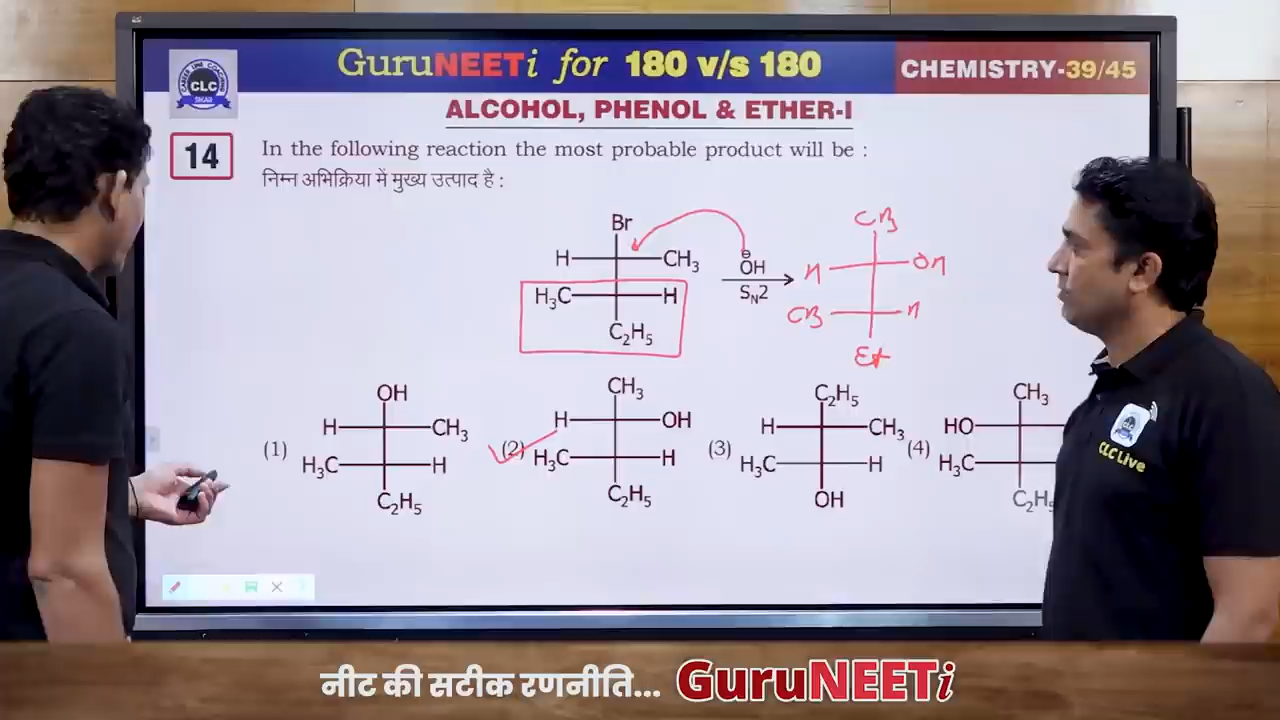 GuruNEETi for 180 v/s 180
CHEMISTRY-39/45
CLC
SIKAR
ALCOHOL, PHENOL & ETHER-I
14
In the following reaction the most probable product will be :
निम्न अभिक्रिया में मुख्य उत्पाद है :
Br
H CH₃
H₃C H
C₂H₅
⊖
OH
SN2
CH₃
H OH
CH₃ H
Et
(1)
OH
H CH₃
H₃C H
C₂H₅
(2)
CH₃
H OH
H₃C H
C₂H₅
(3)
C₂H₅
H CH₃
H₃C H
OH
(4)
CH₃
HO
H₃C
C₂H₅
CLC
CLC Live
नीट की सटीक रणनीति... GuruNEETi